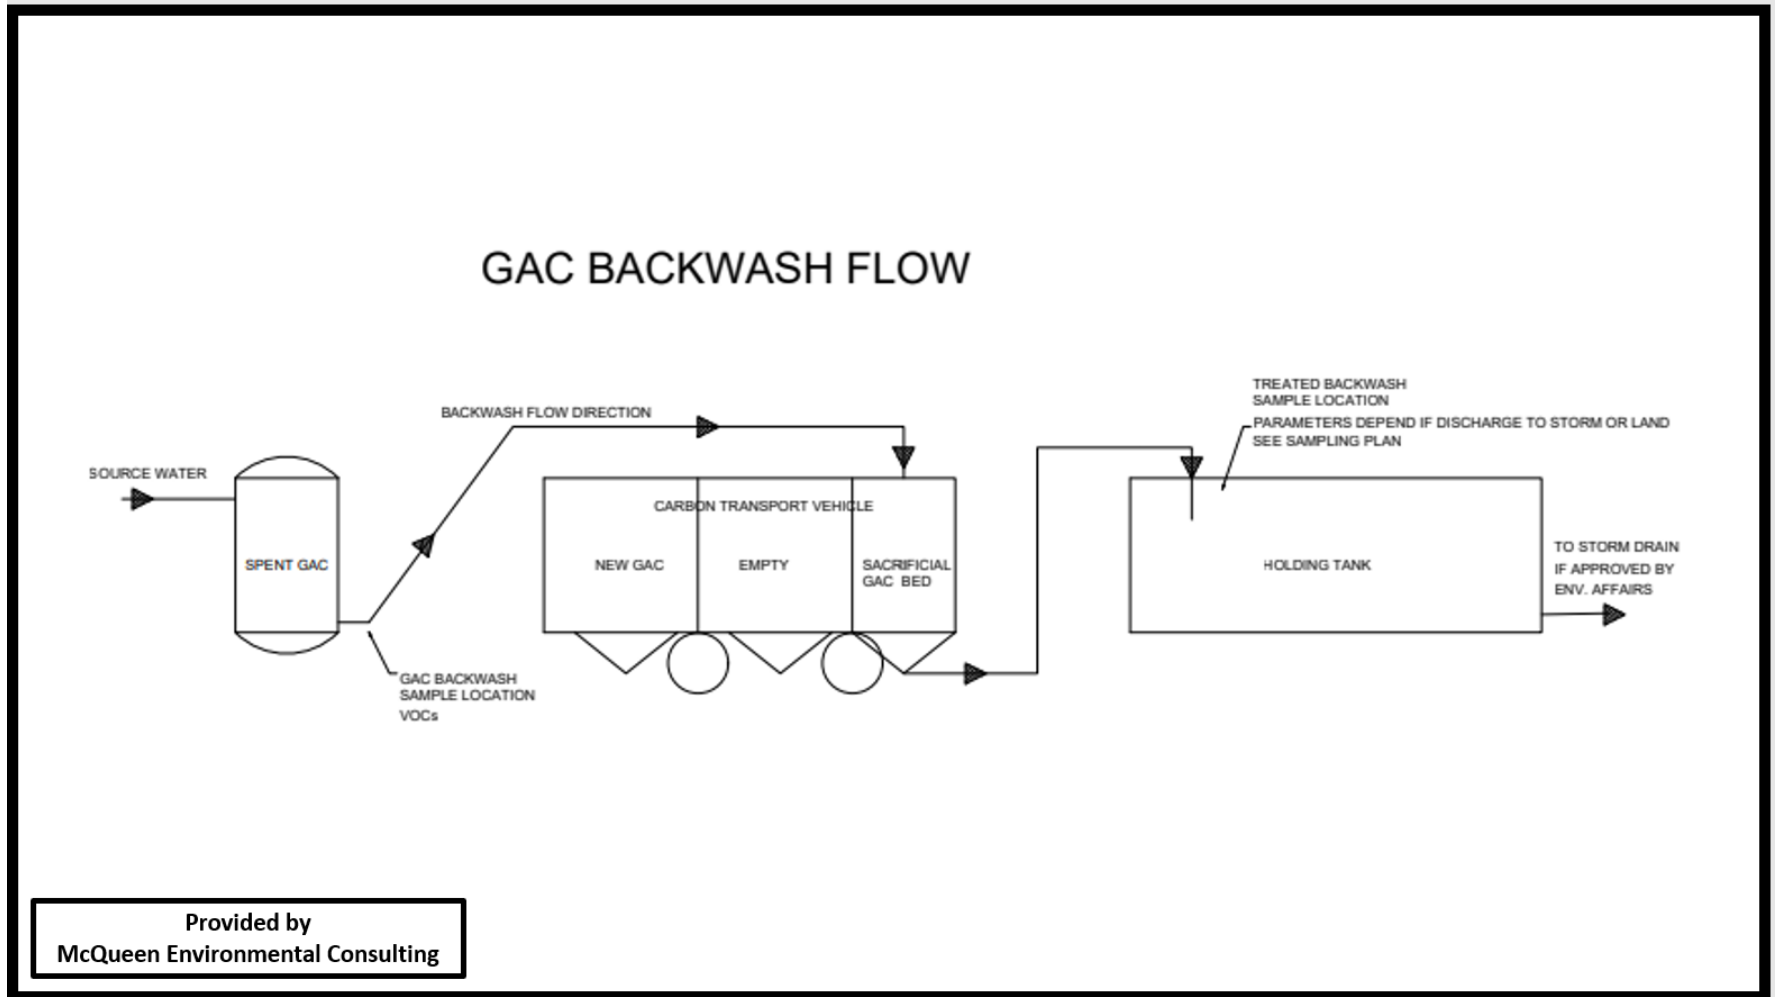 GAC BACKWASH FLOW
TREATED BACKWASH
SAMPLE LOCATION
PARAMETERS DEPEND IF DISCHARGE TO STORM OR LAND
SEE SAMPLING PLAN
BACKWASH FLOW DIRECTION
SOURCE WATER
SPENT GAC
CARBON TRANSPORT VEHICLE
NEW GAC
EMPTY
SACRIFICIAL
GAC BED
HOLDING TANK
TO STORM DRAIN
IF APPROVED BY
ENV. AFFAIRS
GAC BACKWASH
SAMPLE LOCATION
VOCs
Provided by
McQueen Environmental Consulting